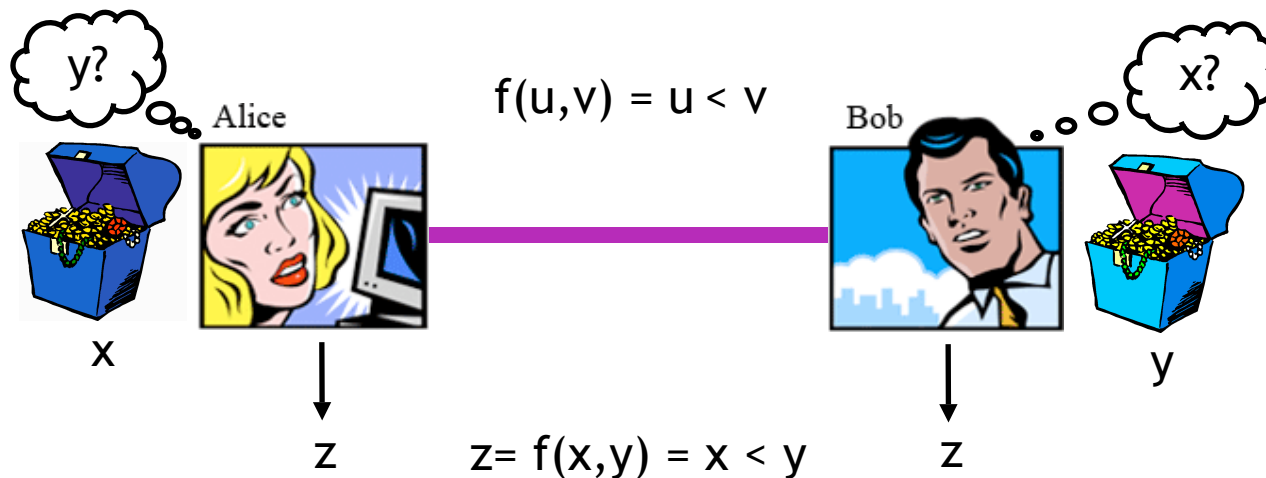 y?
x?
Alice
f(u,v) = u < v
Bob
x
y
z
z= f(x,y) = x < y
z